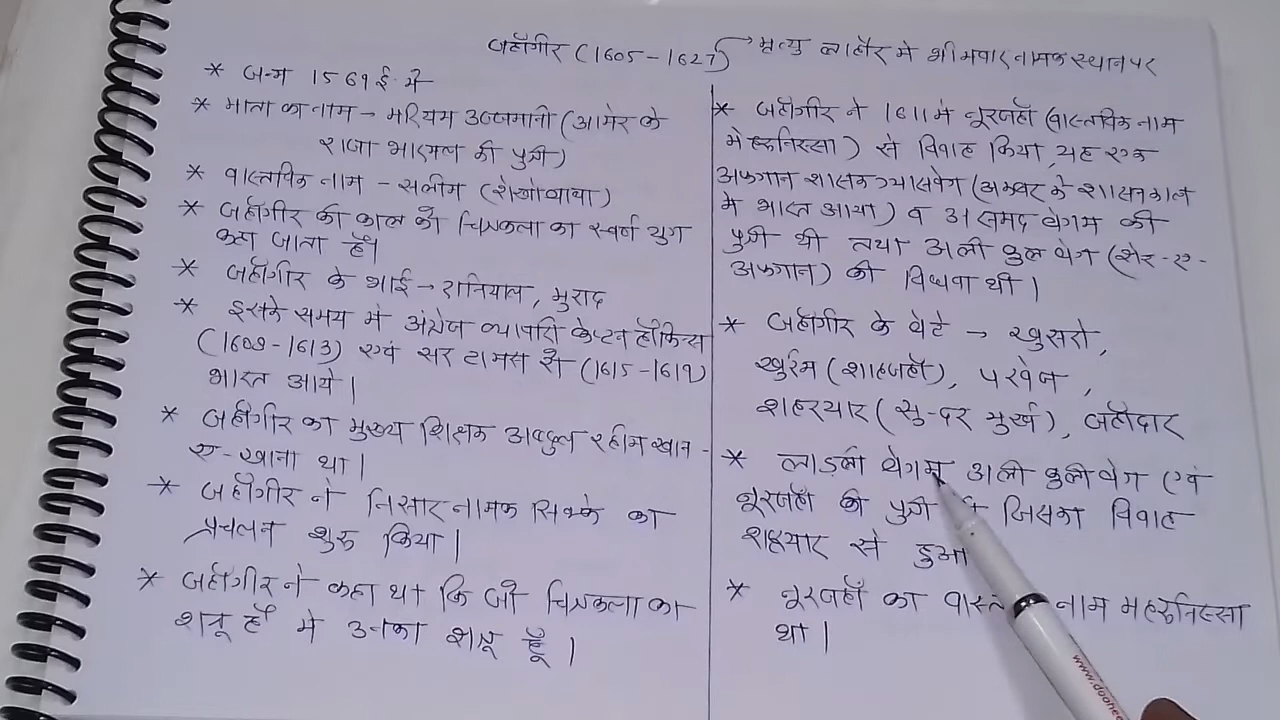 जहाँगीर (1605-1627) → मृत्यु लाहौर मे भीमवार नामक स्थान पर
* जन्म 1569 ई. मे
* माता का नाम → मरियम उज्जमानी (आमेर के
राजा भारमल की पुत्री)
* वास्तविक नाम - सलीम (शेखोबाबा)
* जहाँगीर की काल को चित्रकला का स्वर्ण युग
कहा जाता है।
* जहाँगीर के भाई → दानियाल, मुराद
* इसके समय मे अंग्रेज व्यापारी केप्टन हॉकिन्स
(1608-1613) एवं सर टामस रो (1615-1619)
भारत आये।
* जहाँगीर का मुख्य शिक्षक अबदुल रहीम खान -
ए-खाना था।
* जहाँगीर ने निसार नामक सिक्के का
प्रचलन शुरु किया।
* जहाँगीर ने कहा था कि जो चित्रकला का
शत्रू है मे उनका शत्रू हूँ।
* जहाँगीर ने 1611 मे नूरजहाँ (वास्तविक नाम
मेहरूनिस्सा) से विवाह किया, यह एक
अफगान शासक ग्यासबेग (अकबर के शासनकाल
मे भारत आया) व असमद बेगम की
पुत्री थी तथा अली कुल बेग (शेर-ए-
अफगान) की विधवा थी।
* जहाँगीर के बेटे → खुसरो,
खुर्रम (शाहजहाँ), परवेज,
शहरयार (सुन्दर मुर्ख), जहाँदार
* लाडली बेगम अली कुली बेग एवं
नूरजहाँ की पुत्री जिसका विवाह
शहरयार से हुआ
* नूरजहाँ का नाम महरूनिस्सा
था।